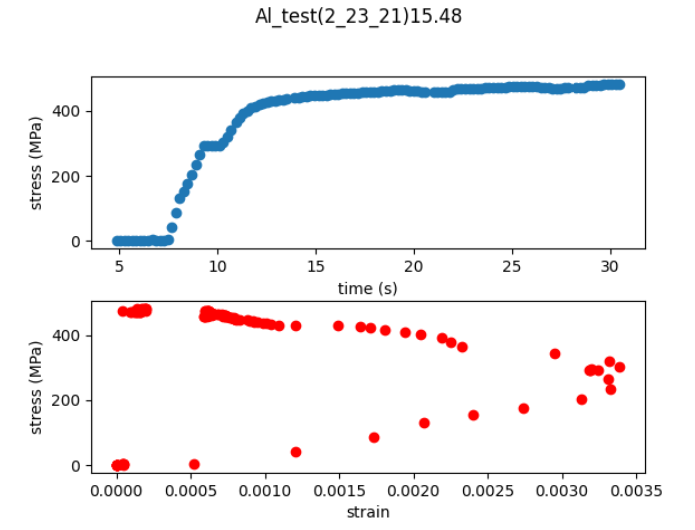 Al_test(2_23_21)15.48
stress (MPa)
400
200
0
5 10 15 20 25 30
time (s)
stress (MPa)
400
200
0
0.0000 0.0005 0.0010 0.0015 0.0020 0.0025 0.0030 0.0035
strain